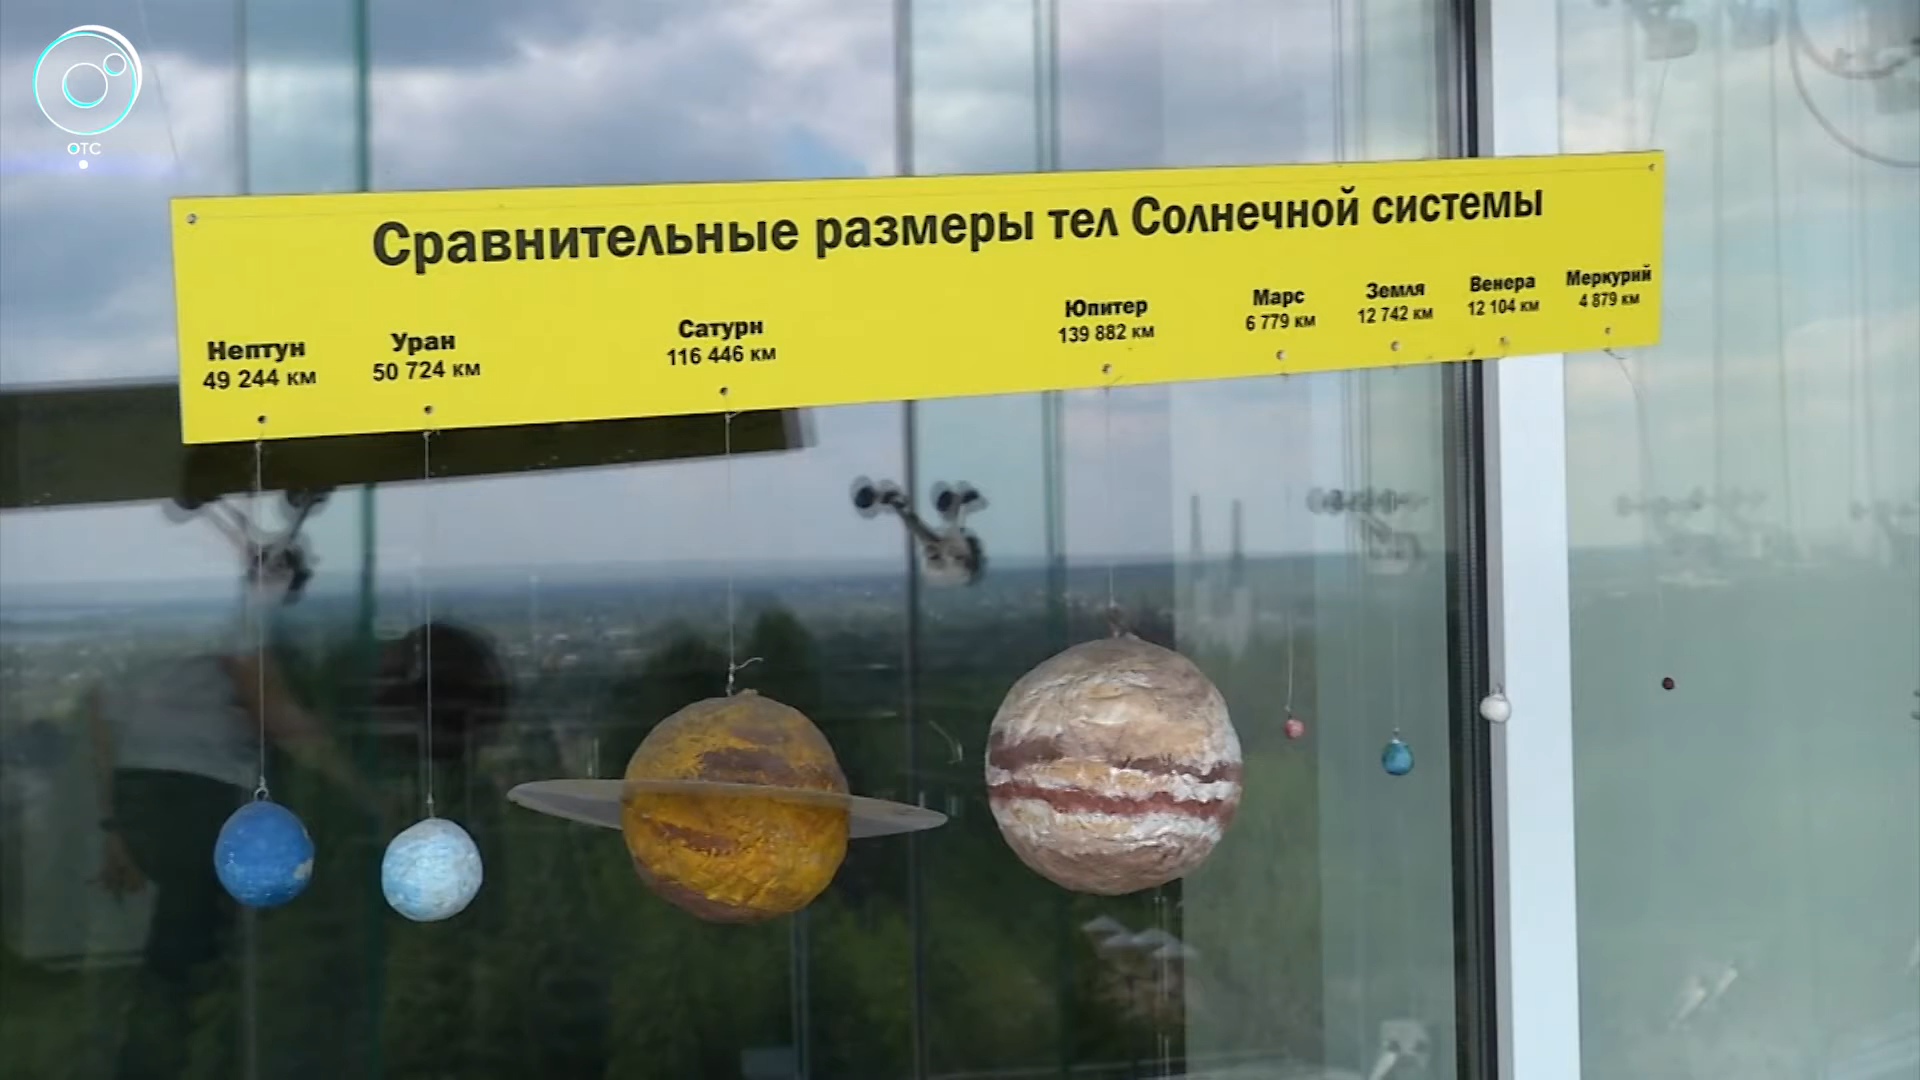 ОТС
Сравнительные размеры тел Солнечной системы
Нептун
49 244 км
Уран
50 724 км
Сатурн
116 446 км
Юпитер
139 882 км
Марс
6 779 км
Земля
12 742 км
Венера
12 104 км
Меркурий
4 879 км